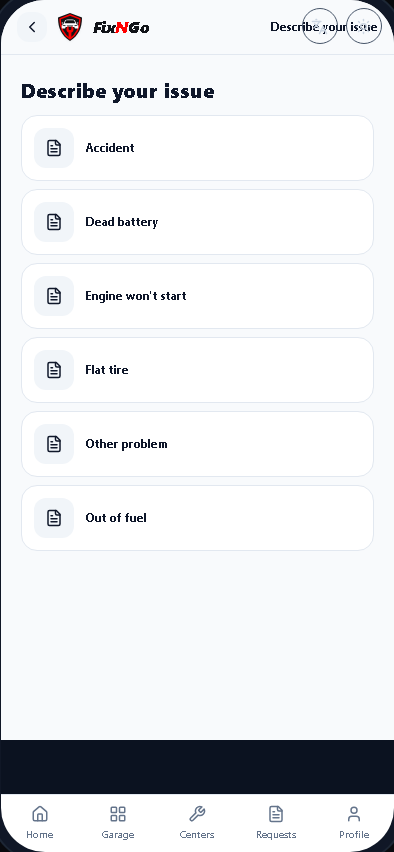 FixNGo
Describe your issue
Describe your issue
Accident
Dead battery
Engine won't start
Flat tire
Other problem
Out of fuel
Home
Garage
Centers
Requests
Profile